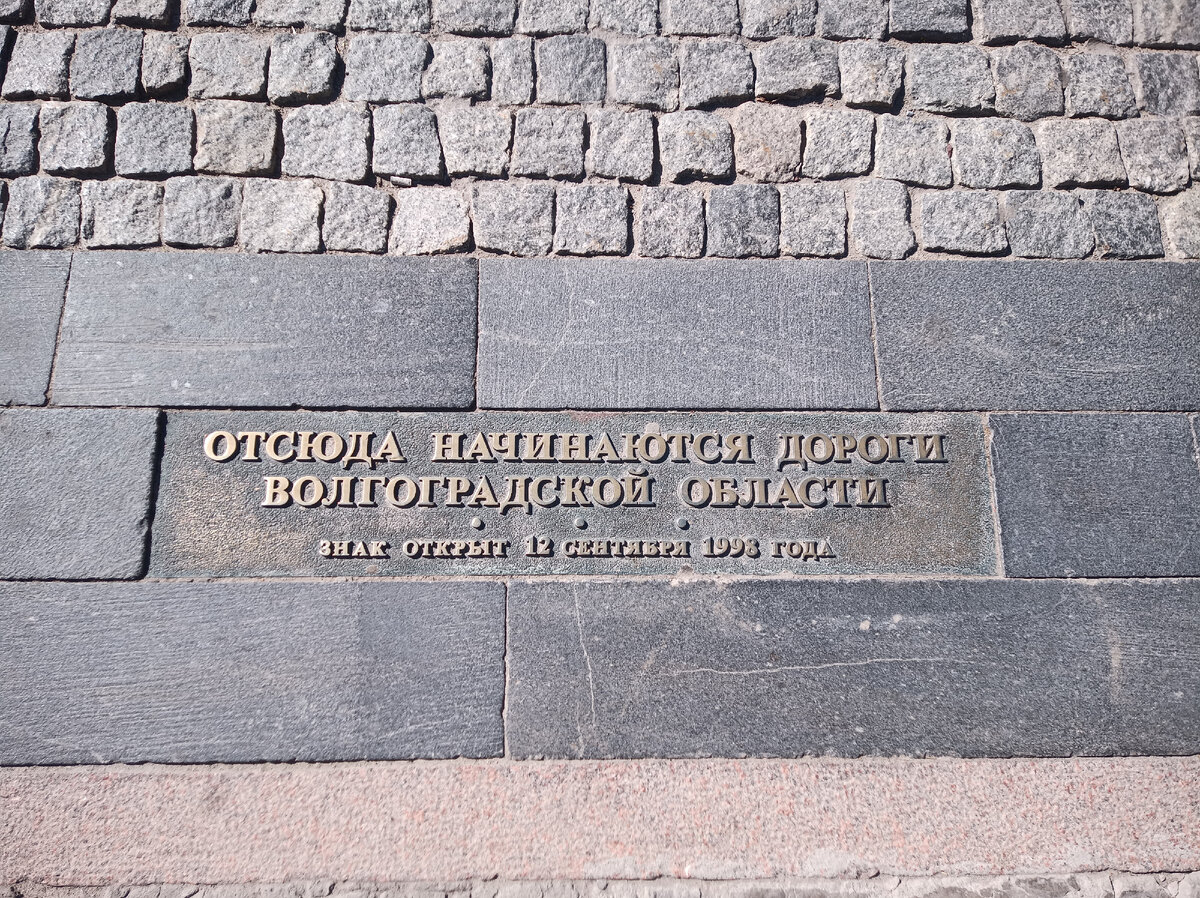 ОТСЮДА НАЧИНАЮТСЯ ДОРОГИ
ВОЛГОГРАДСКОЙ ОБЛАСТИ
ЗНАК ОТКРЫТ 12 СЕНТЯБРЯ 1998 ГОДА